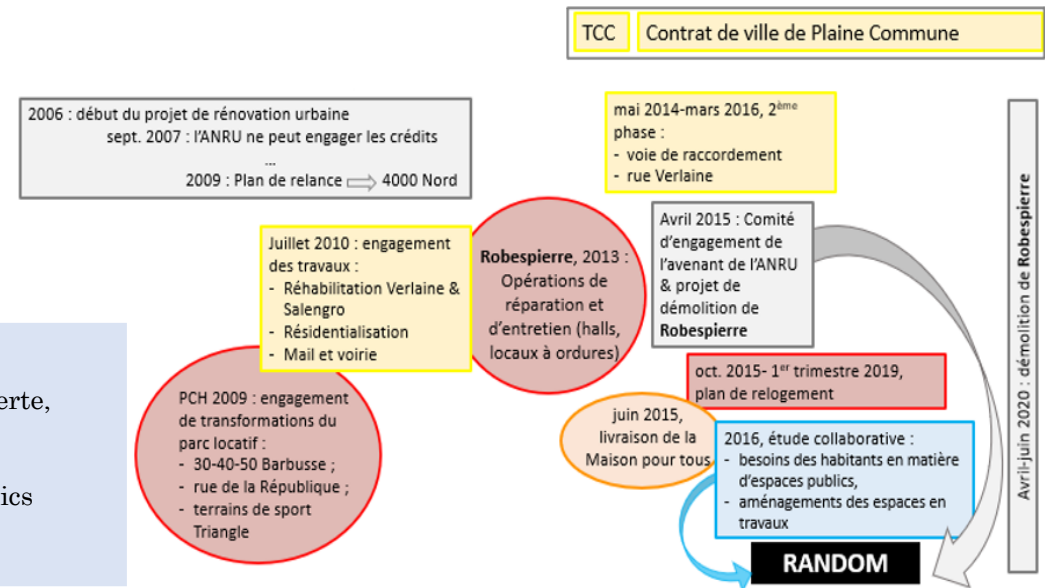 TCC
Contrat de ville de Plaine Commune
2006 : début du projet de rénovation urbaine
sept. 2007 : l'ANRU ne peut engager les crédits
...
2009 : Plan de relance ⇨ 4000 Nord
mai 2014-mars 2016, 2ème
phase :
- voie de raccordement
- rue Verlaine
Juillet 2010 : engagement
des travaux :
- Réhabilitation Verlaine &
Salengro
- Résidentialisation
- Mail et voirie
Robespierre, 2013 :
Opérations de
réparation et
d'entretien (halls,
locaux à ordures)
Avril 2015 : Comité
d'engagement de
l'avenant de l'ANRU
& projet de
démolition de
Robespierre
Avril-juin 2020 : démolition de Robespierre
erte,
ics
PCH 2009 : engagement
de transformations du
parc locatif :
- 30-40-50 Barbusse ;
- rue de la République ;
- terrains de sport
Triangle
oct. 2015- 1er trimestre 2019,
plan de relogement
juin 2015,
livraison de la
Maison pour tous
2016, étude collaborative :
- besoins des habitants en matière
d'espaces publics,
- aménagements des espaces en
travaux
RANDOM